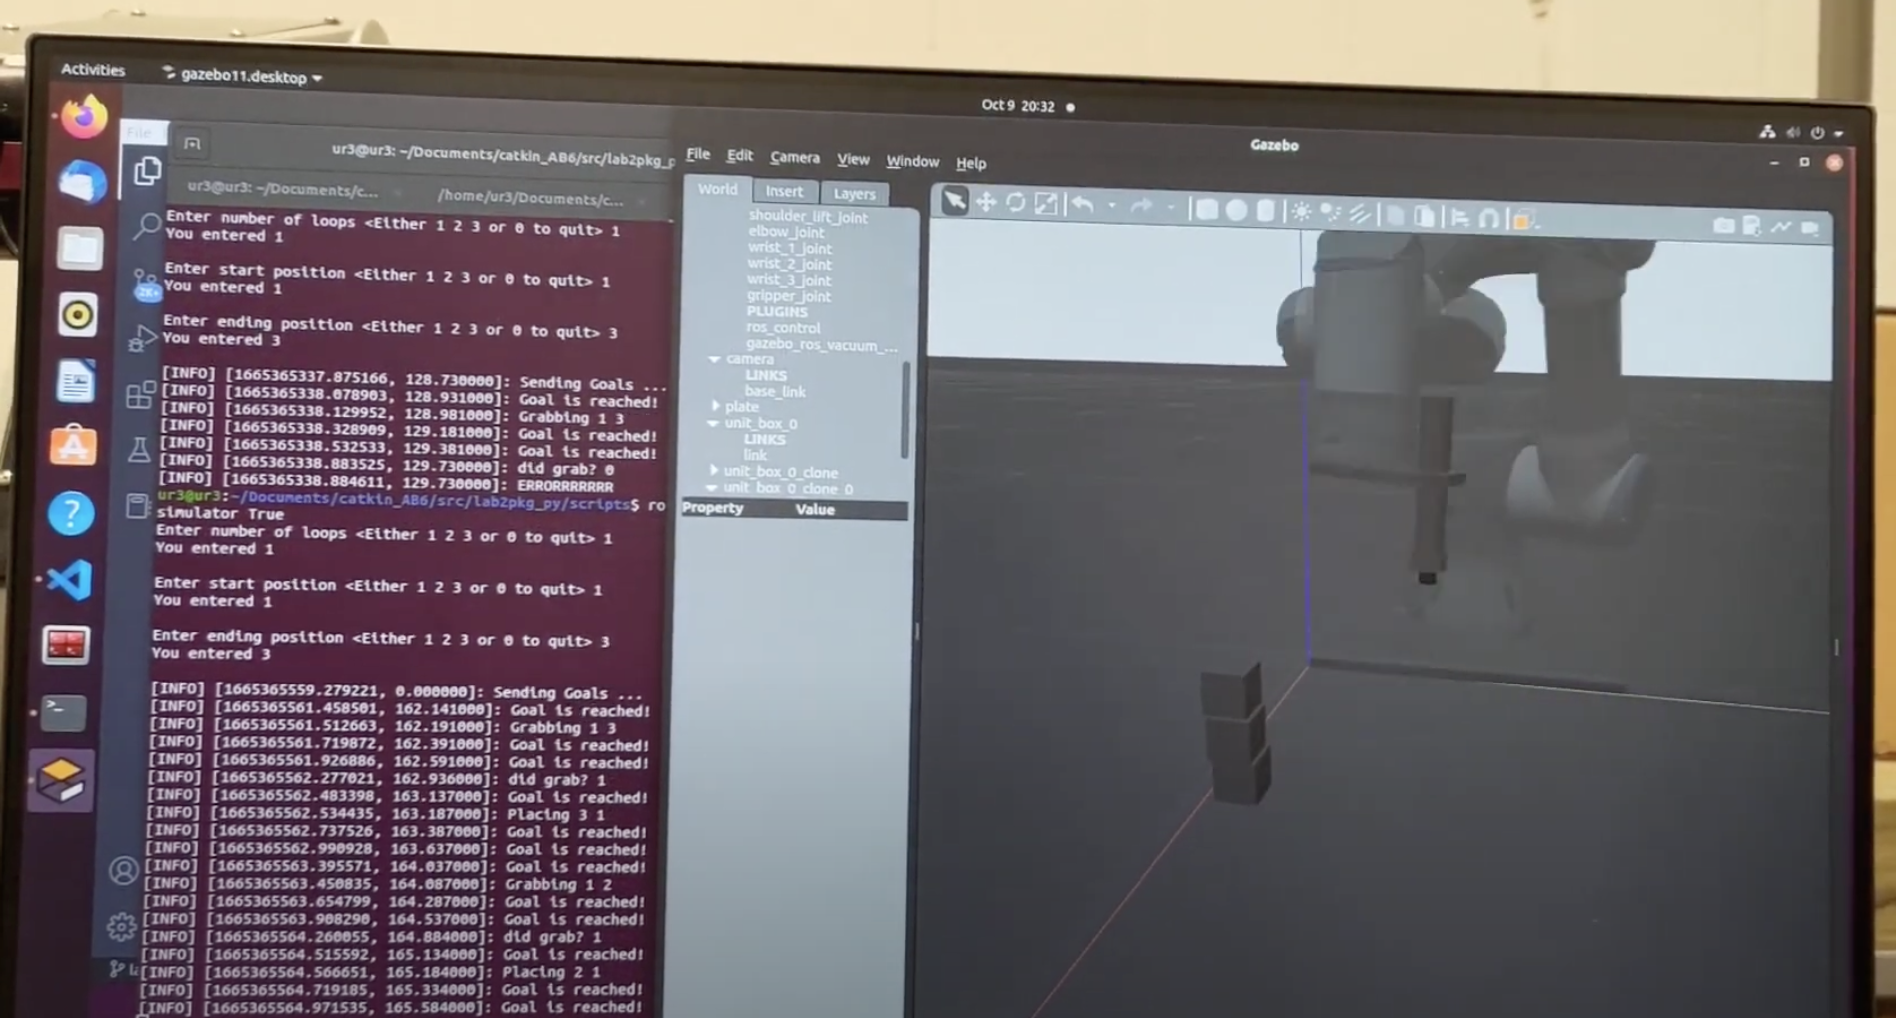 Activities
gazebo11.desktop
Oct 9 20:32
File
ur3@ur3: ~/Documents/catkin_AB6/src/lab2pkg_p
ur3@ur3: ~/Documents/c...
/home/ur3/Documents/c...
Enter number of loops <Either 1 2 3 or 0 to quit> 1
You entered 1
Enter start position <Either 1 2 3 or 0 to quit> 1
You entered 1
Enter ending position <Either 1 2 3 or 0 to quit> 3
You entered 3
[INFO] [1665365337.875166, 128.730000]: Sending Goals ...
[INFO] [1665365338.078903, 128.931000]: Goal is reached!
[INFO] [1665365338.129952, 128.981000]: Grabbing 1 3
[INFO] [1665365338.328909, 129.181000]: Goal is reached!
[INFO] [1665365338.532533, 129.381000]: Goal is reached!
[INFO] [1665365338.883525, 129.730000]: did grab? 0
[INFO] [1665365338.884611, 129.730000]: ERRORRRRRRR
ur3@ur3:~/Documents/catkin_AB6/src/lab2pkg_py/scripts$ ro
simulator True
Enter number of loops <Either 1 2 3 or 0 to quit> 1
You entered 1
Enter start position <Either 1 2 3 or 0 to quit> 1
You entered 1
Enter ending position <Either 1 2 3 or 0 to quit> 3
You entered 3
[INFO] [1665365559.279221, 0.000000]: Sending Goals ...
[INFO] [1665365561.458501, 162.141000]: Goal is reached!
[INFO] [1665365561.512663, 162.191000]: Grabbing 1 3
[INFO] [1665365561.719872, 162.391000]: Goal is reached!
[INFO] [1665365561.926886, 162.591000]: Goal is reached!
[INFO] [1665365562.277021, 162.936000]: did grab? 1
[INFO] [1665365562.483398, 163.137000]: Goal is reached!
[INFO] [1665365562.534435, 163.187000]: Placing 3 1
[INFO] [1665365562.737526, 163.387000]: Goal is reached!
[INFO] [1665365562.990928, 163.637000]: Goal is reached!
[INFO] [1665365563.395571, 164.037000]: Goal is reached!
[INFO] [1665365563.450835, 164.087000]: Grabbing 1 2
[INFO] [1665365563.654799, 164.287000]: Goal is reached!
[INFO] [1665365563.908290, 164.537000]: Goal is reached!
[INFO] [1665365564.260055, 164.884000]: did grab? 1
[INFO] [1665365564.515592, 165.134000]: Goal is reached!
[INFO] [1665365564.566651, 165.184000]: Placing 2 1
[INFO] [1665365564.719185, 165.334000]: Goal is reached!
[INFO] [1665365564.971535, 165.584000]: Goal is reached!
2K+
Gazebo
File Edit Camera View Window Help
World Insert Layers
shoulder_lift_joint
elbow_joint
wrist_1_joint
wrist_2_joint
wrist_3_joint
gripper_joint
PLUGINS
ros_control
gazebo_ros_vacuum_...
camera
LINKS
base_link
plate
unit_box_0
LINKS
link
unit_box_0_clone
unit_box_0_clone_0
Property Value